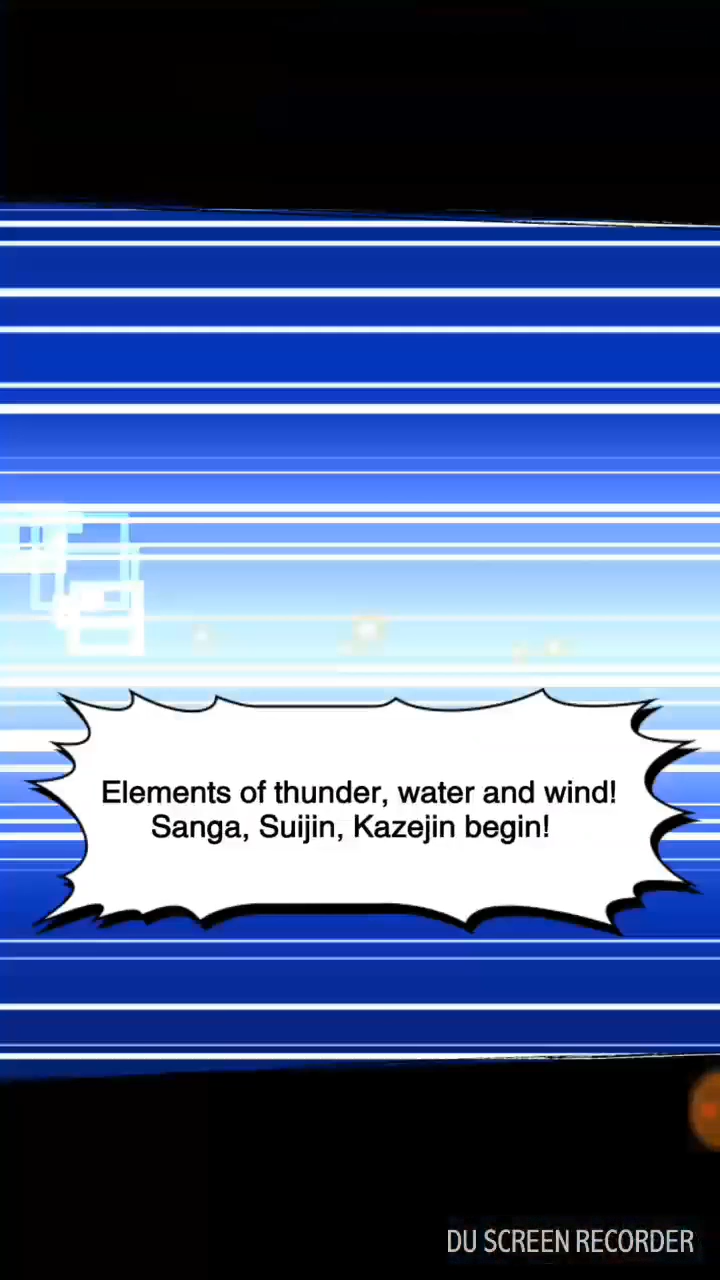 Elements of thunder, water and wind!
Sanga, Suijin, Kazejin begin!
DU SCREEN RECORDER